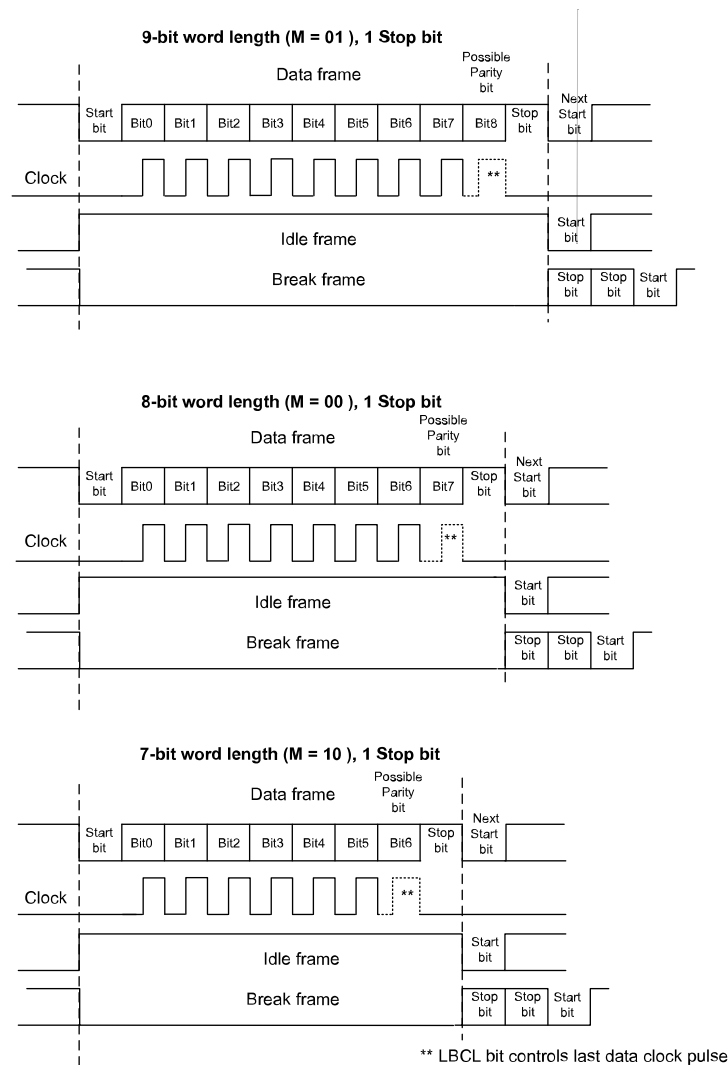 9-bit word length (M = 01 ), 1 Stop bit
Data frame
Possible
Parity
bit
Start
bit
Bit0 Bit1 Bit2 Bit3 Bit4 Bit5 Bit6 Bit7 Bit8
Stop
bit
Next
Start
bit
Clock
**
Idle frame
Start
bit
Break frame
Stop
bit
Stop
bit
Start
bit
8-bit word length (M = 00 ), 1 Stop bit
Data frame
Possible
Parity
bit
Start
bit
Bit0 Bit1 Bit2 Bit3 Bit4 Bit5 Bit6 Bit7
Stop
bit
Next
Start
bit
Clock
**
Idle frame
Start
bit
Break frame
Stop
bit
Stop
bit
Start
bit
7-bit word length (M = 10 ), 1 Stop bit
Data frame
Possible
Parity
bit
Start
bit
Bit0 Bit1 Bit2 Bit3 Bit4 Bit5 Bit6
Stop
bit
Next
Start
bit
Clock
**
Idle frame
Start
bit
Break frame
Stop
bit
Stop
bit
Start
bit
** LBCL bit controls last data clock pulse